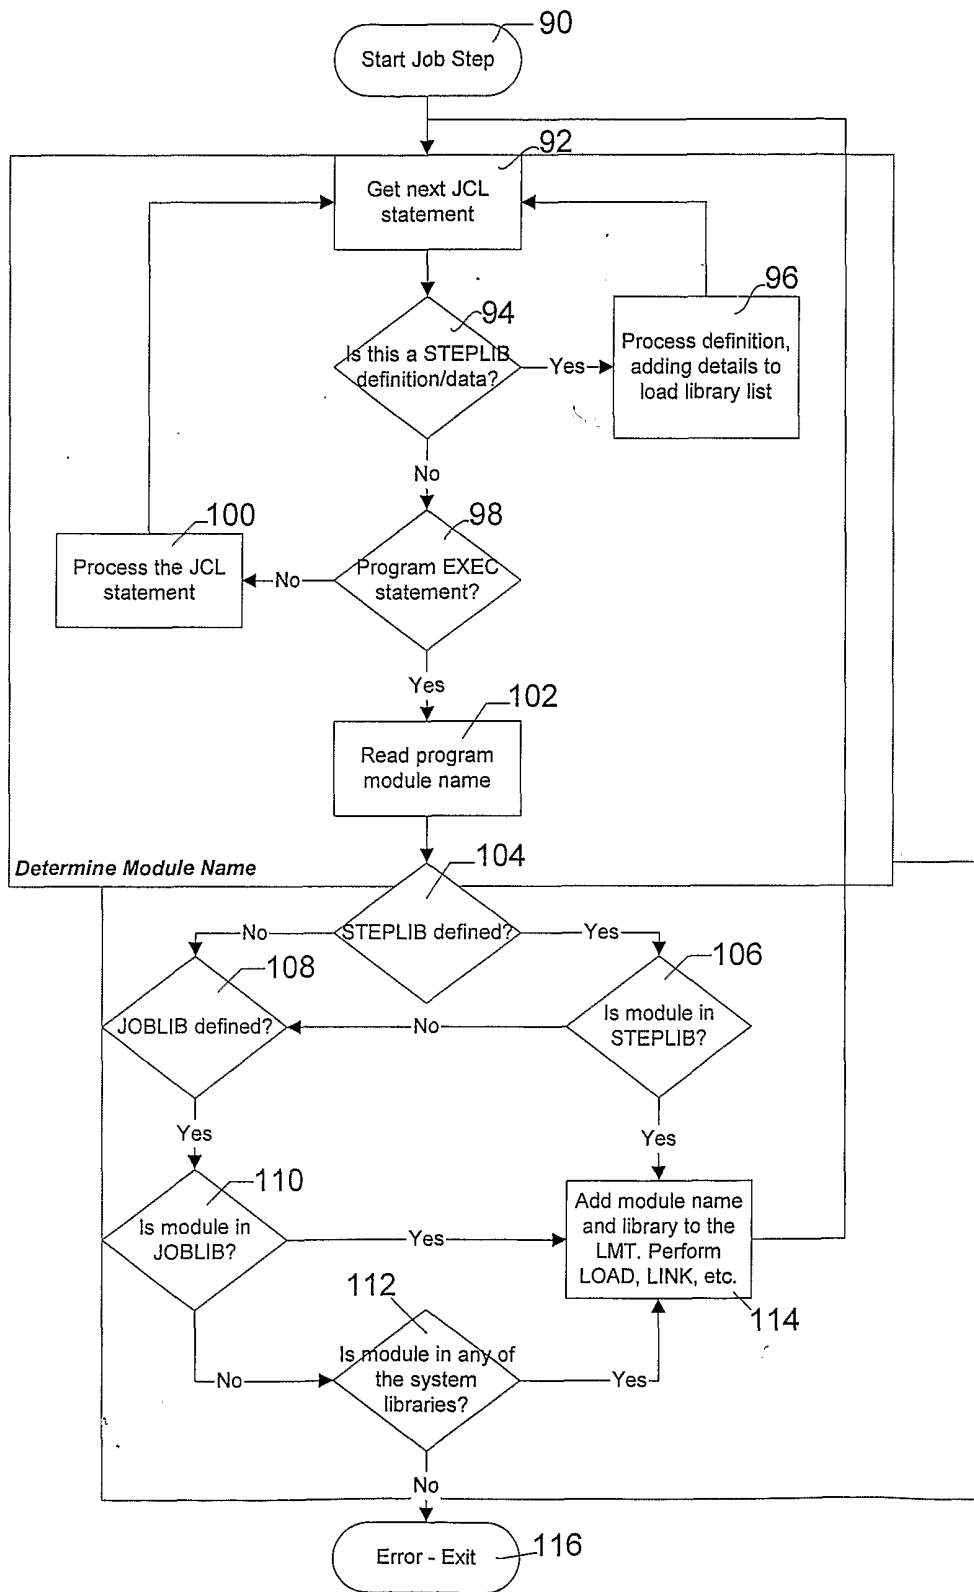 90
Start Job Step
92
Get next JCL
statement
94
Is this a STEPLIB
definition/data?
Yes
96
Process definition,
adding details to
load library list
No
98
Program EXEC
statement?
No
100
Process the JCL
statement
Yes
102
Read program
module name
Determine Module Name
104
STEPLIB defined?
No
Yes
108
JOBLIB defined?
106
Is module in
STEPLIB?
No
Yes
Yes
110
Is module in
JOBLIB?
Yes
Add module name
and library to the
LMT. Perform
LOAD, LINK, etc.
114
112
Is module in any of
the system
libraries?
No
Yes
No
Error - Exit
116